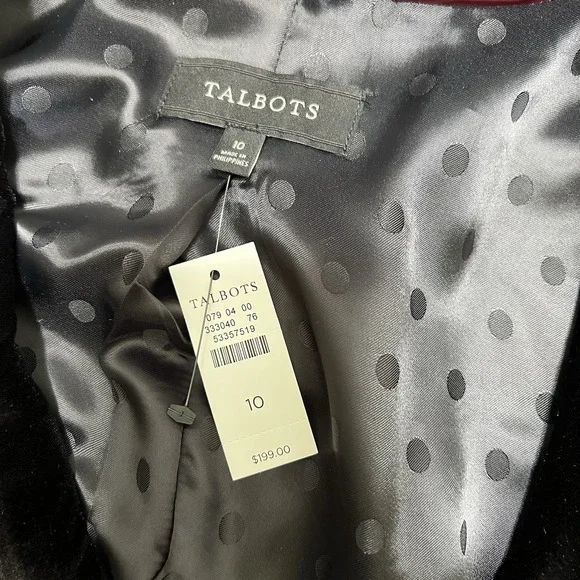 TALBOTS
10
MADE IN
PHILIPPINES
TALBOTS
079 04 00
333040 76
53357519
10
$199.00